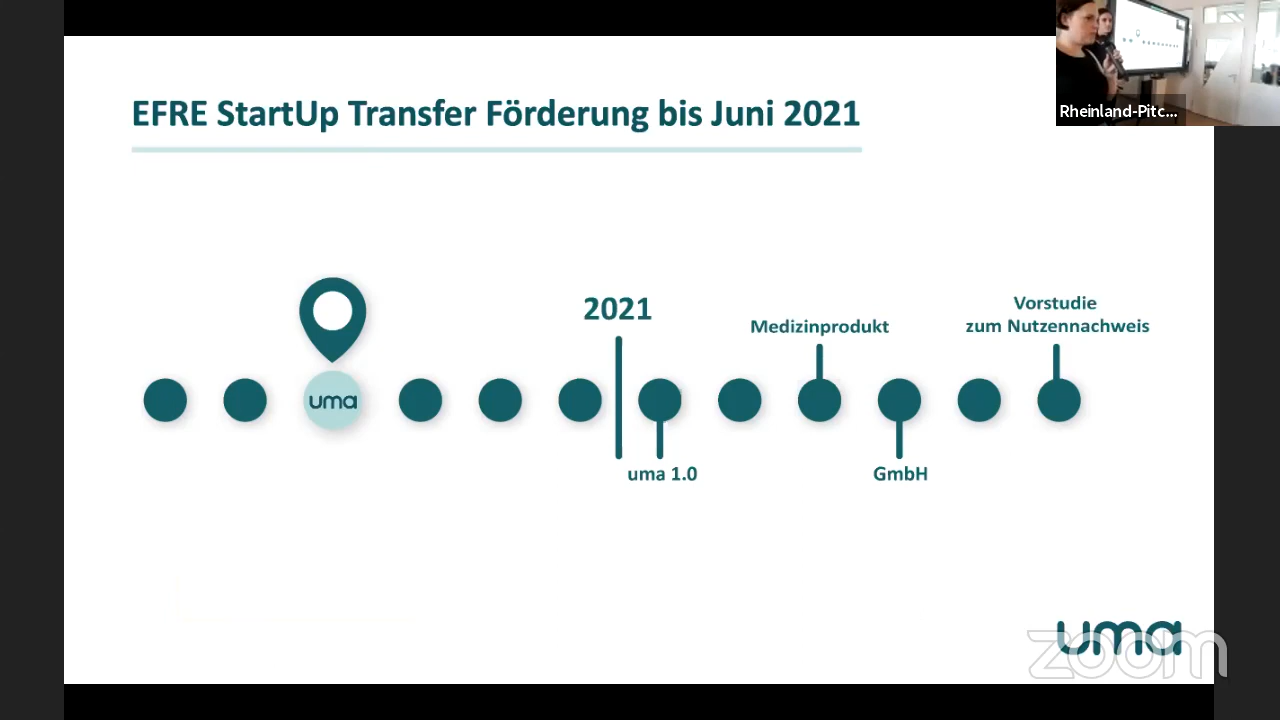 EFRE StartUp Transfer Förderung bis Juni 2021
Rheinland-Pitc...
2021
Medizinprodukt
Vorstudie
zum Nutzennachweis
uma
uma 1.0
GmbH
uma
zoom